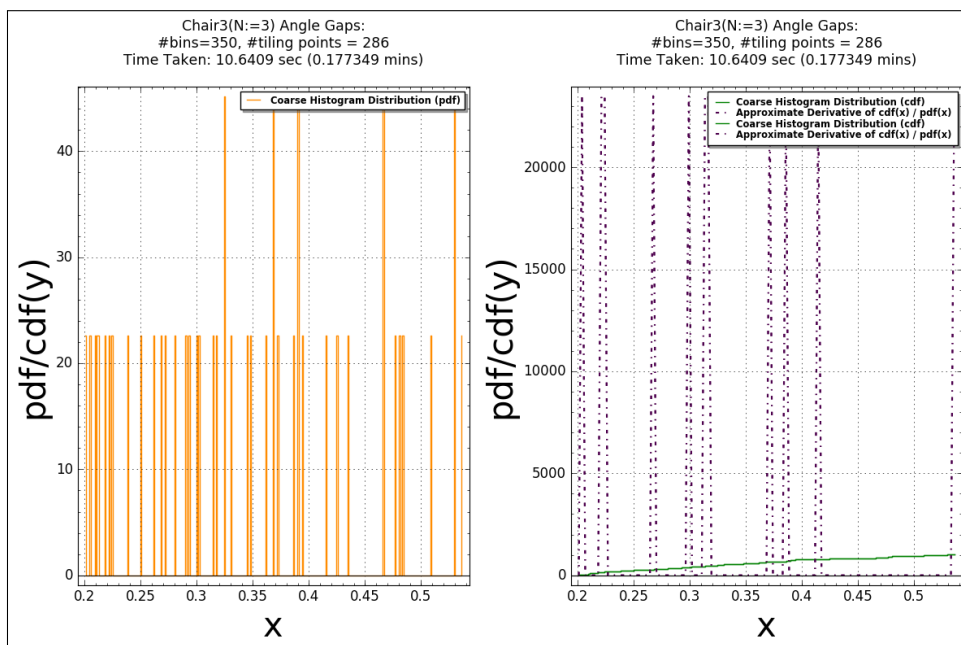 Chair3(N:=3) Angle Gaps:
#bins=350, #tiling points = 286
Time Taken: 10.6409 sec (0.177349 mins)
Coarse Histogram Distribution (pdf)
pdf/cdf(y)
40
30
20
10
0
0.2 0.25 0.3 0.35 0.4 0.45 0.5
x
Chair3(N:=3) Angle Gaps:
#bins=350, #tiling points = 286
Time Taken: 10.6409 sec (0.177349 mins)
Coarse Histogram Distribution (cdf)
Approximate Derivative of cdf(x) / pdf(x)
Coarse Histogram Distribution (cdf)
Approximate Derivative of cdf(x) / pdf(x)
pdf/cdf(y)
20000
15000
10000
5000
0
0.2 0.25 0.3 0.35 0.4 0.45 0.5
x